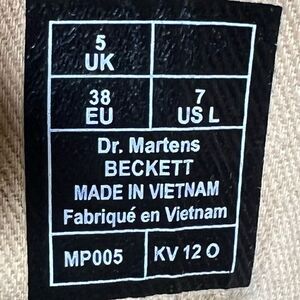 5
UK
38
EU
7
US L
Dr. Martens
BECKETT
MADE IN VIETNAM
Fabriqué en Vietnam
MP005
KV 12 O